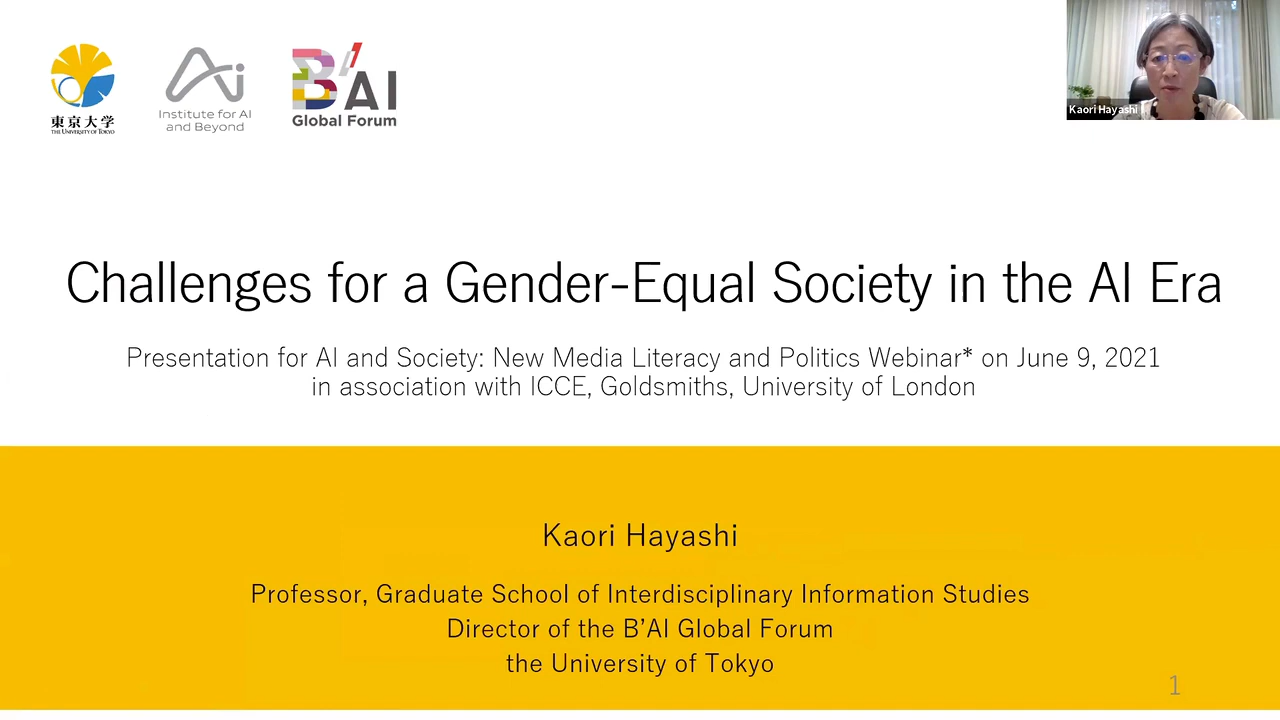 東京大学
THE UNIVERSITY OF TOKYO
Ai
Institute for AI
and Beyond
B'AI
Global Forum
Kaori Hayashi
Challenges for a Gender-Equal Society in the AI Era
Presentation for AI and Society: New Media Literacy and Politics Webinar* on June 9, 2021
in association with ICCE, Goldsmiths, University of London
Kaori Hayashi
Professor, Graduate School of Interdisciplinary Information Studies
Director of the B’AI Global Forum
the University of Tokyo
1